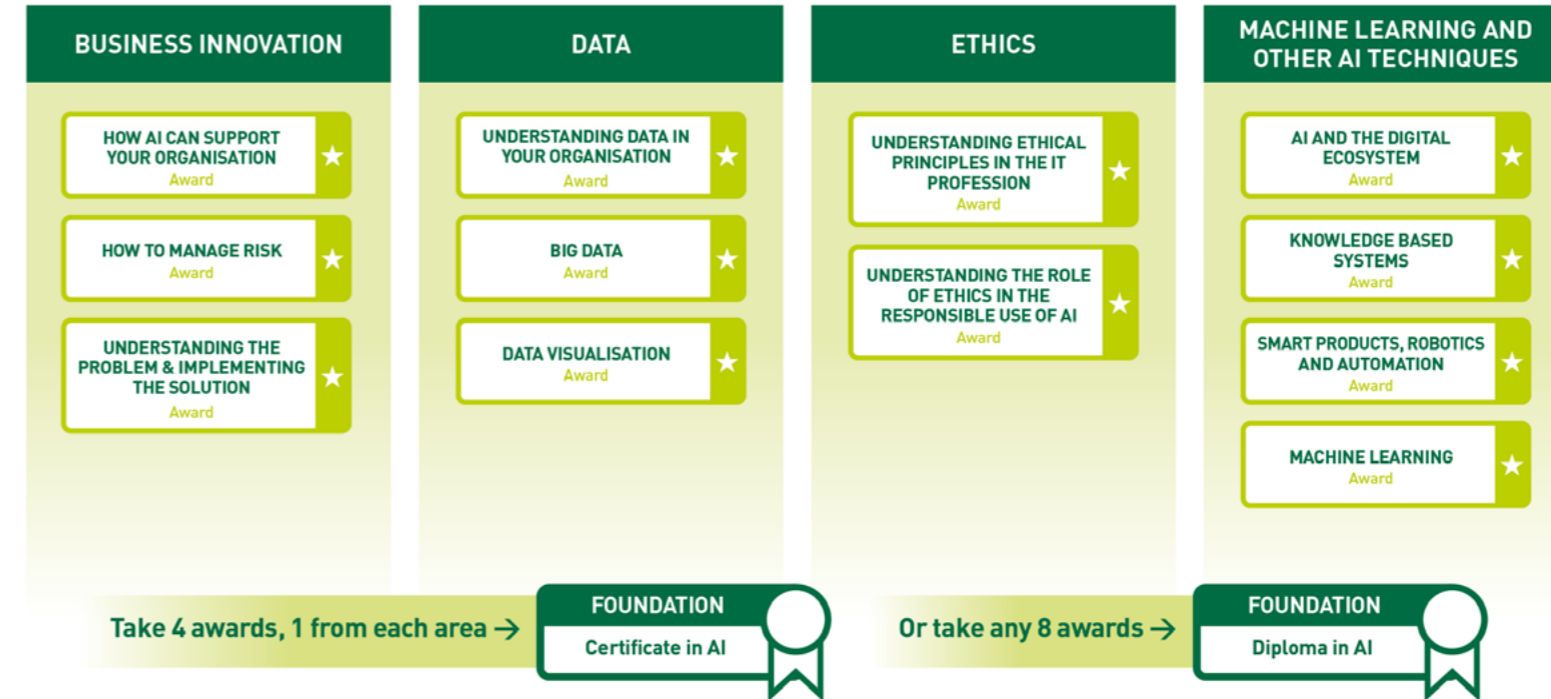 BUSINESS INNOVATION
HOW AI CAN SUPPORT
YOUR ORGANISATION
Award
HOW TO MANAGE RISK
Award
UNDERSTANDING THE
PROBLEM & IMPLEMENTING
THE SOLUTION
Award
DATA
UNDERSTANDING DATA IN
YOUR ORGANISATION
Award
BIG DATA
Award
DATA VISUALISATION
Award
ETHICS
UNDERSTANDING ETHICAL
PRINCIPLES IN THE IT
PROFESSION
Award
UNDERSTANDING THE ROLE
OF ETHICS IN THE
RESPONSIBLE USE OF AI
Award
MACHINE LEARNING AND
OTHER AI TECHNIQUES
AI AND THE DIGITAL
ECOSYSTEM
Award
KNOWLEDGE BASED
SYSTEMS
Award
SMART PRODUCTS, ROBOTICS
AND AUTOMATION
Award
MACHINE LEARNING
Award
Take 4 awards, 1 from each area →
FOUNDATION
Certificate in AI
Or take any 8 awards →
FOUNDATION
Diploma in AI